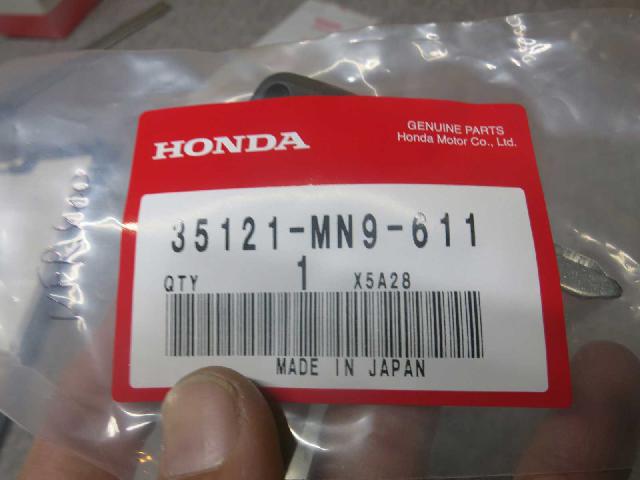 HONDA
GENUINE PARTS
Honda Motor Co., Ltd.
35121-MN9-611
QTY 1 X5A28
MADE IN JAPAN